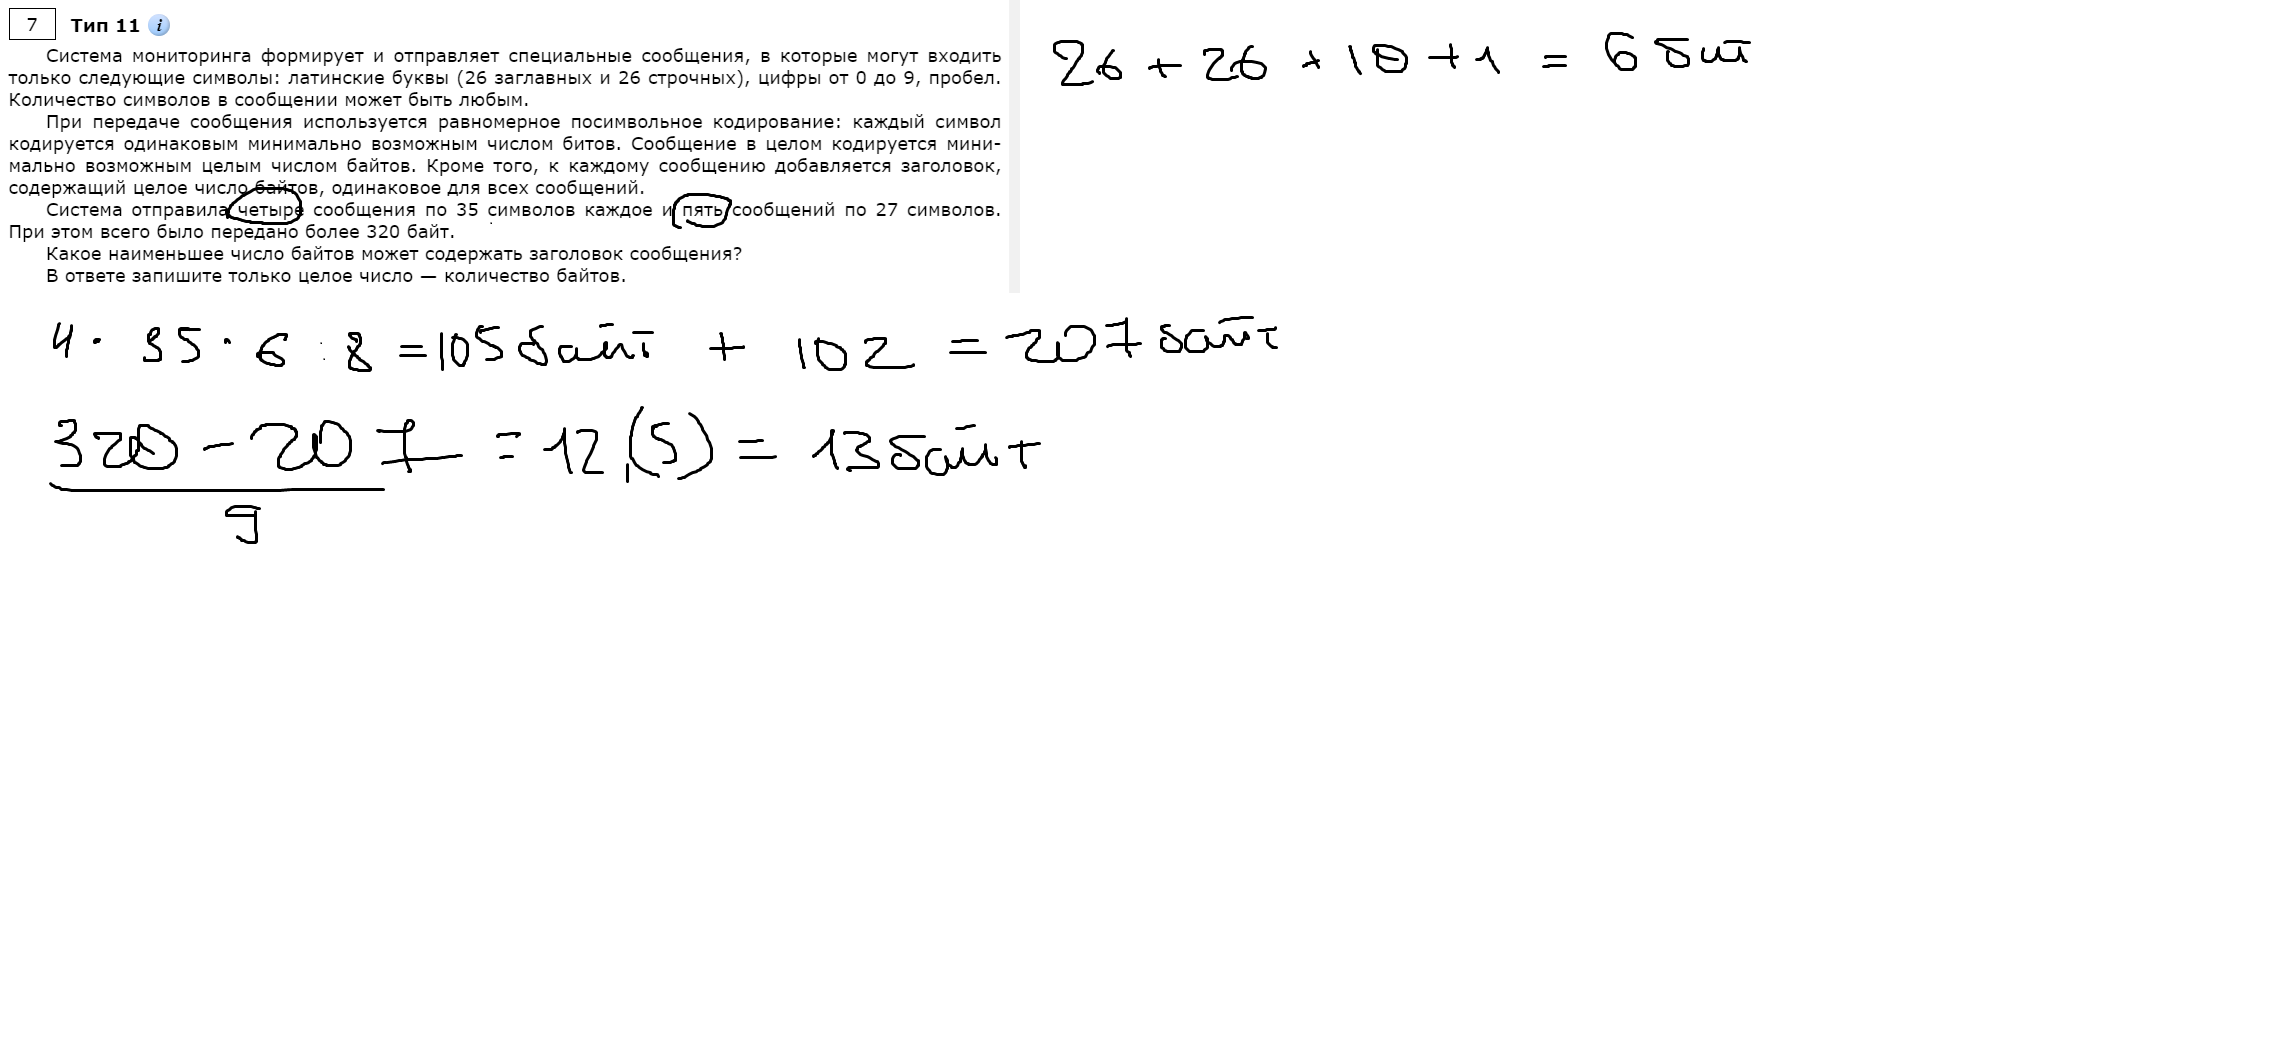 7 Тип 11 i
Система мониторинга формирует и отправляет специальные сообщения, в которые могут входить
только следующие символы: латинские буквы (26 заглавных и 26 строчных), цифры от 0 до 9, пробел.
Количество символов в сообщении может быть любым.
При передаче сообщения используется равномерное посимвольное кодирование: каждый символ
кодируется одинаковым минимально возможным числом битов. Сообщение в целом кодируется мини-
мально возможным целым числом байтов. Кроме того, к каждому сообщению добавляется заголовок,
содержащий целое число байтов, одинаковое для всех сообщений.
Система отправила четыре сообщения по 35 символов каждое и пять сообщений по 27 символов.
При этом всего было передано более 320 байт.
Какое наименьшее число байтов может содержать заголовок сообщения?
В ответе запишите только целое число — количество байтов.
26 + 26 + 10 + 1 = 6 бит
4 · 35 · 6 : 8 = 105 байт + 102 = 207 байт
320 - 207 = 12,(5) = 13 байт
9